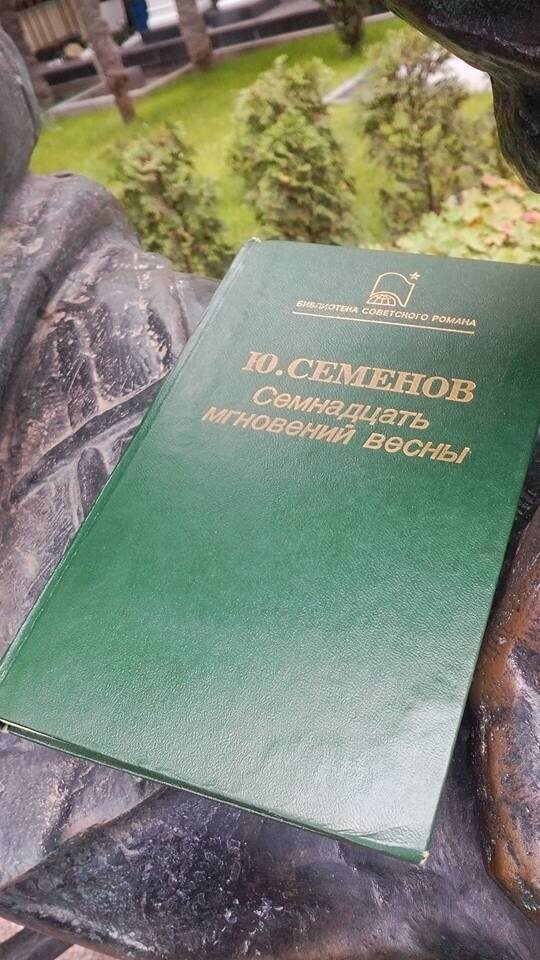 БИБЛИОТЕКА СОВЕТСКОГО РОМАНА
Ю. СЕМЕНОВ
Семнадцать
мгновений весны